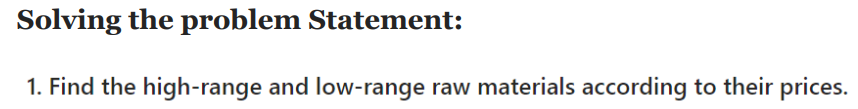 Solving the problem Statement:
1. Find the high-range and low-range raw materials according to their prices.